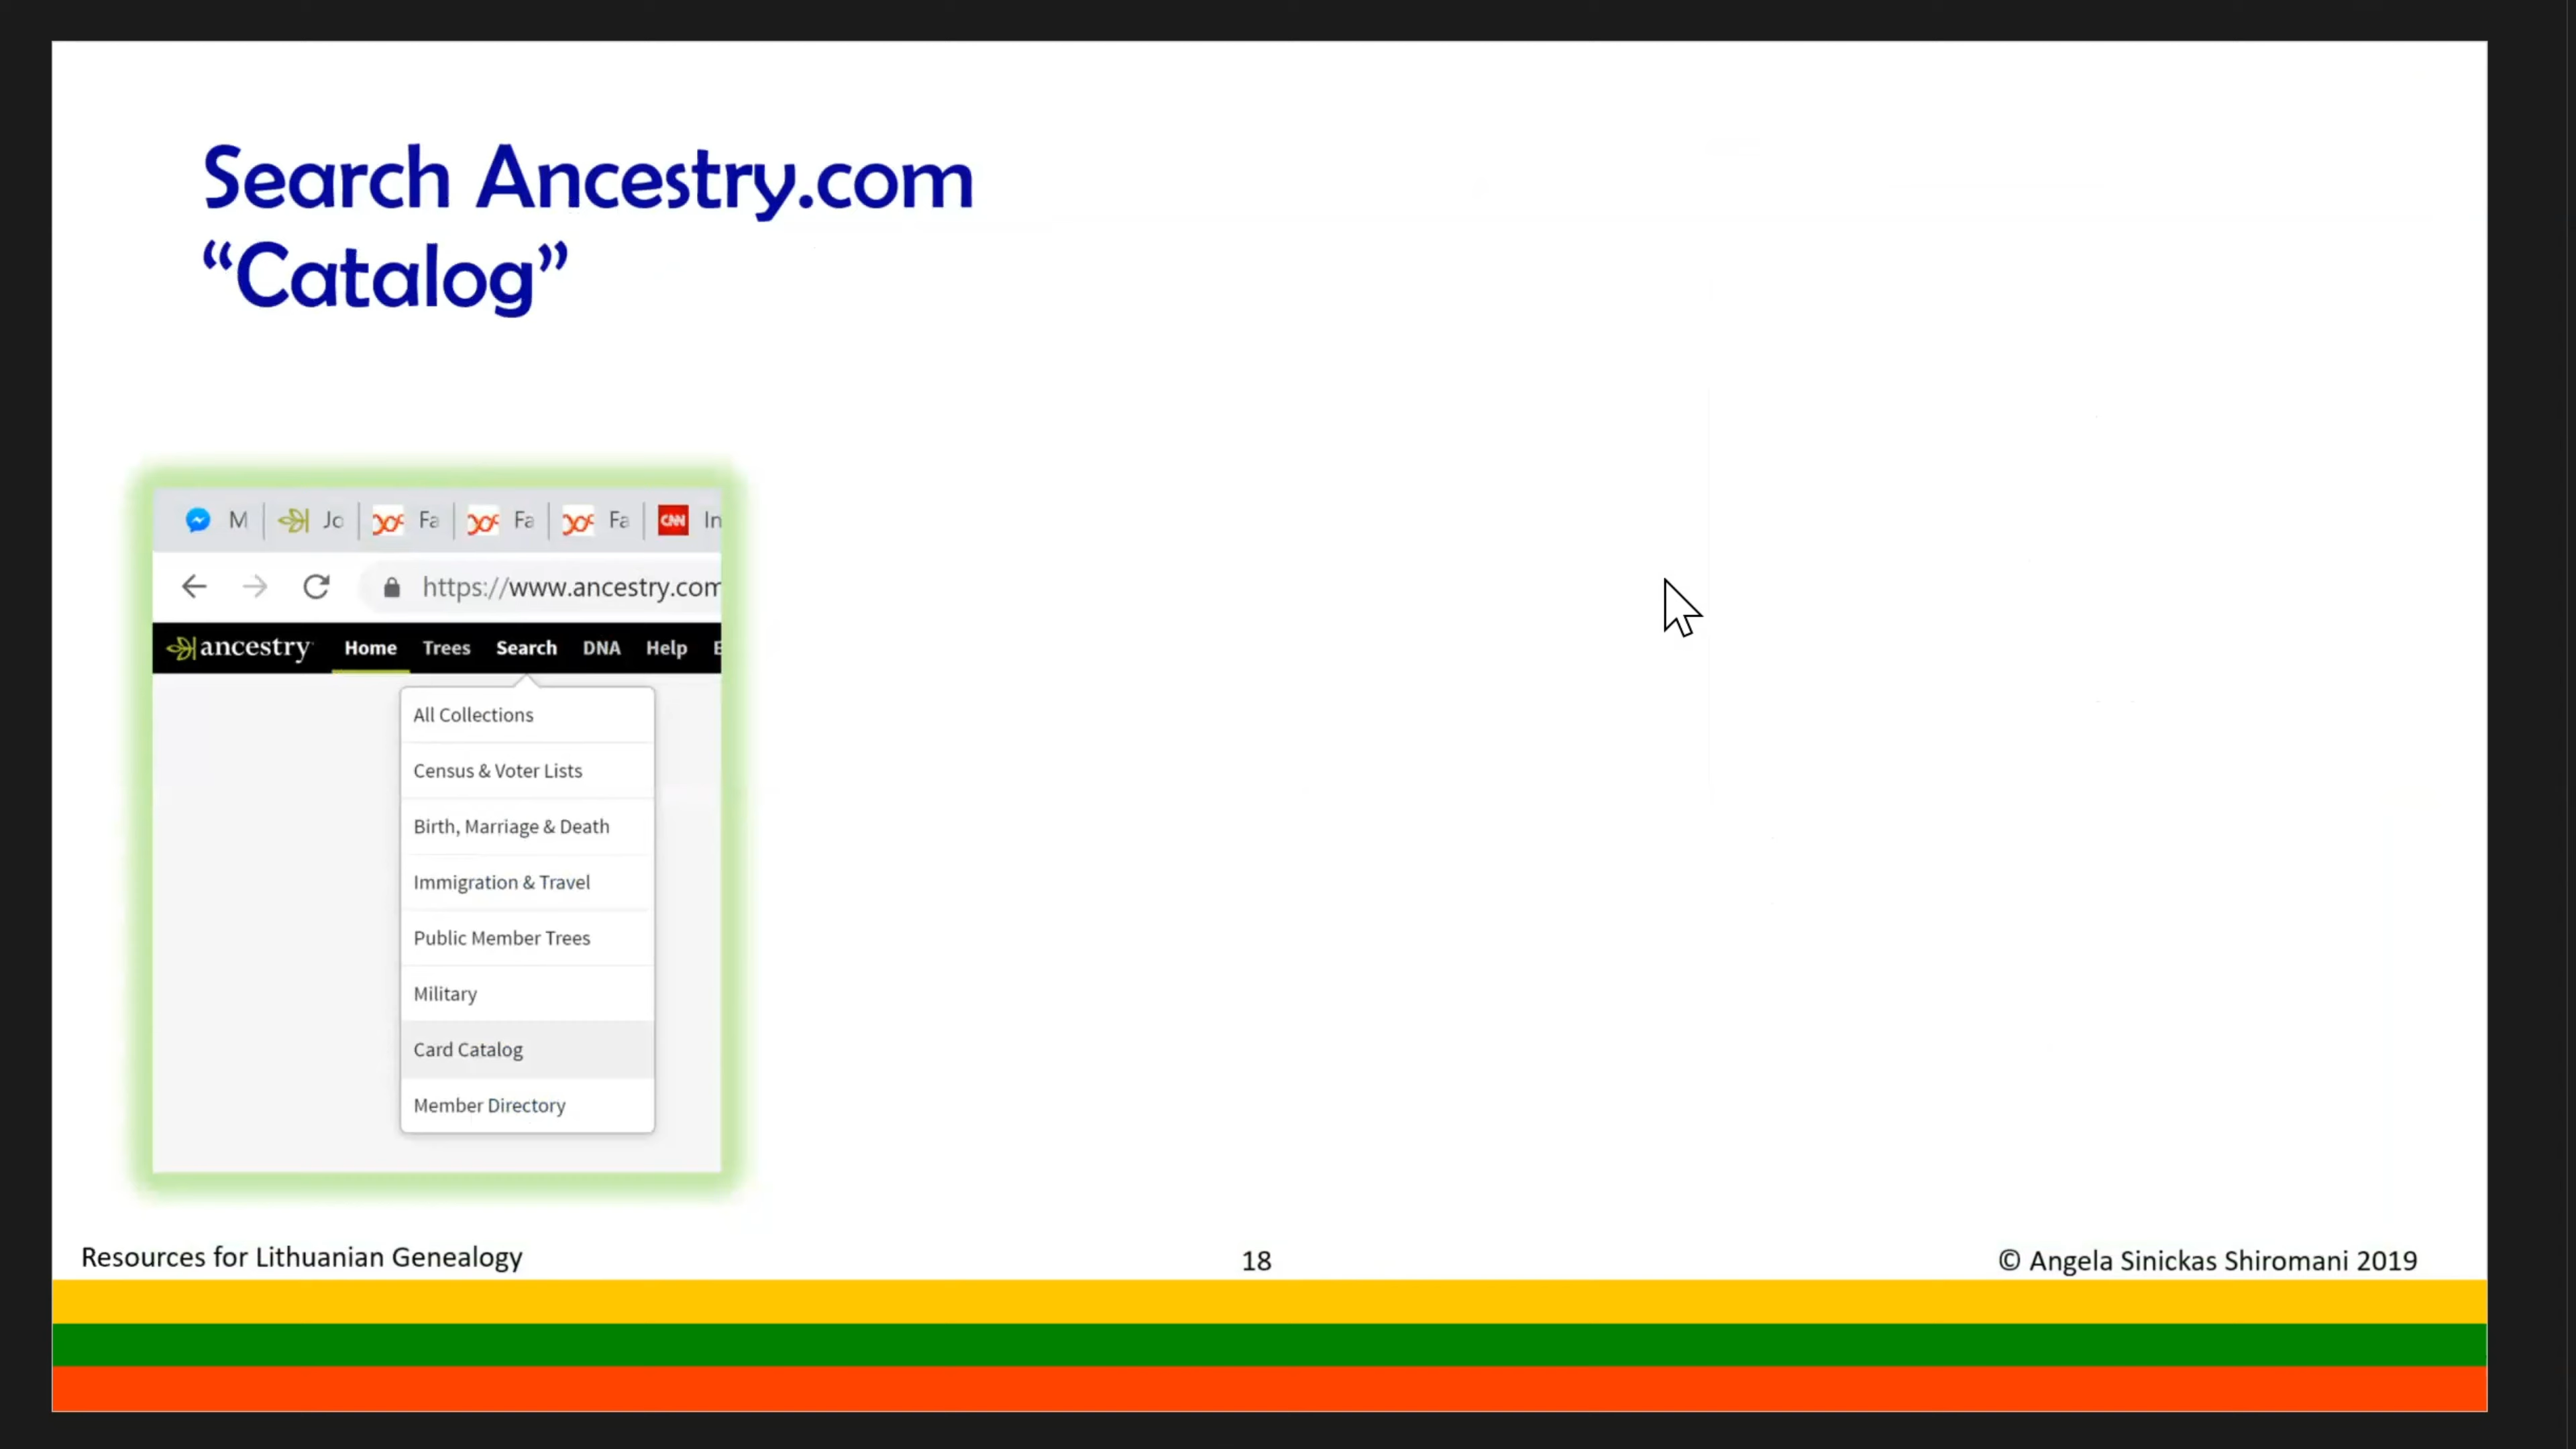 Search Ancestry.com
“Catalog”
M Jo Fa Fa Fa CNN In
https://www.ancestry.com
ancestry Home Trees Search DNA Help E
All Collections
Census & Voter Lists
Birth, Marriage & Death
Immigration & Travel
Public Member Trees
Military
Card Catalog
Member Directory
Resources for Lithuanian Genealogy 18 © Angela Sinickas Shiromani 2019